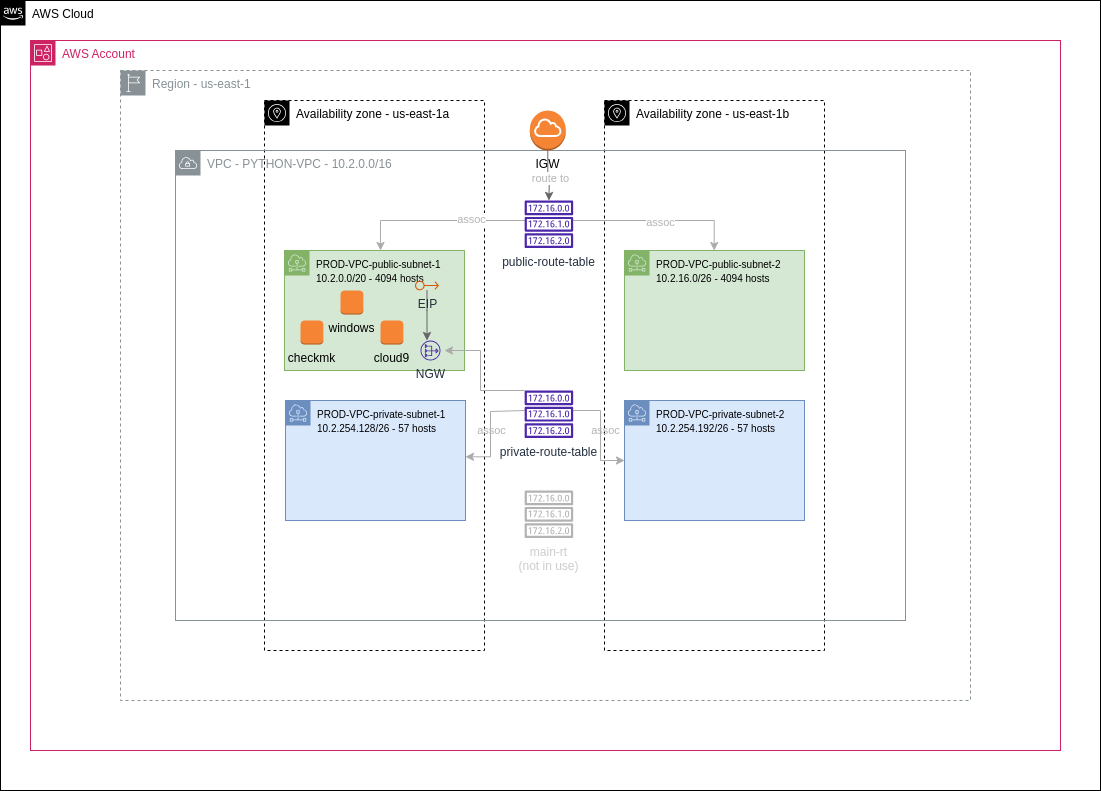 aws
AWS Cloud
AWS Account
Region - us-east-1
Availability zone - us-east-1a
Availability zone - us-east-1b
IGW
VPC - PYTHON-VPC - 10.2.0.0/16
route to
172.16.0.0
172.16.1.0
172.16.2.0
assoc
assoc
public-route-table
PROD-VPC-public-subnet-1
10.2.0.0/20 - 4094 hosts
EIP
windows
checkmk
cloud9
NGW
PROD-VPC-public-subnet-2
10.2.16.0/26 - 4094 hosts
172.16.0.0
172.16.1.0
172.16.2.0
assoc
assoc
private-route-table
PROD-VPC-private-subnet-1
10.2.254.128/26 - 57 hosts
PROD-VPC-private-subnet-2
10.2.254.192/26 - 57 hosts
172.16.0.0
172.16.1.0
172.16.2.0
main-rt
(not in use)